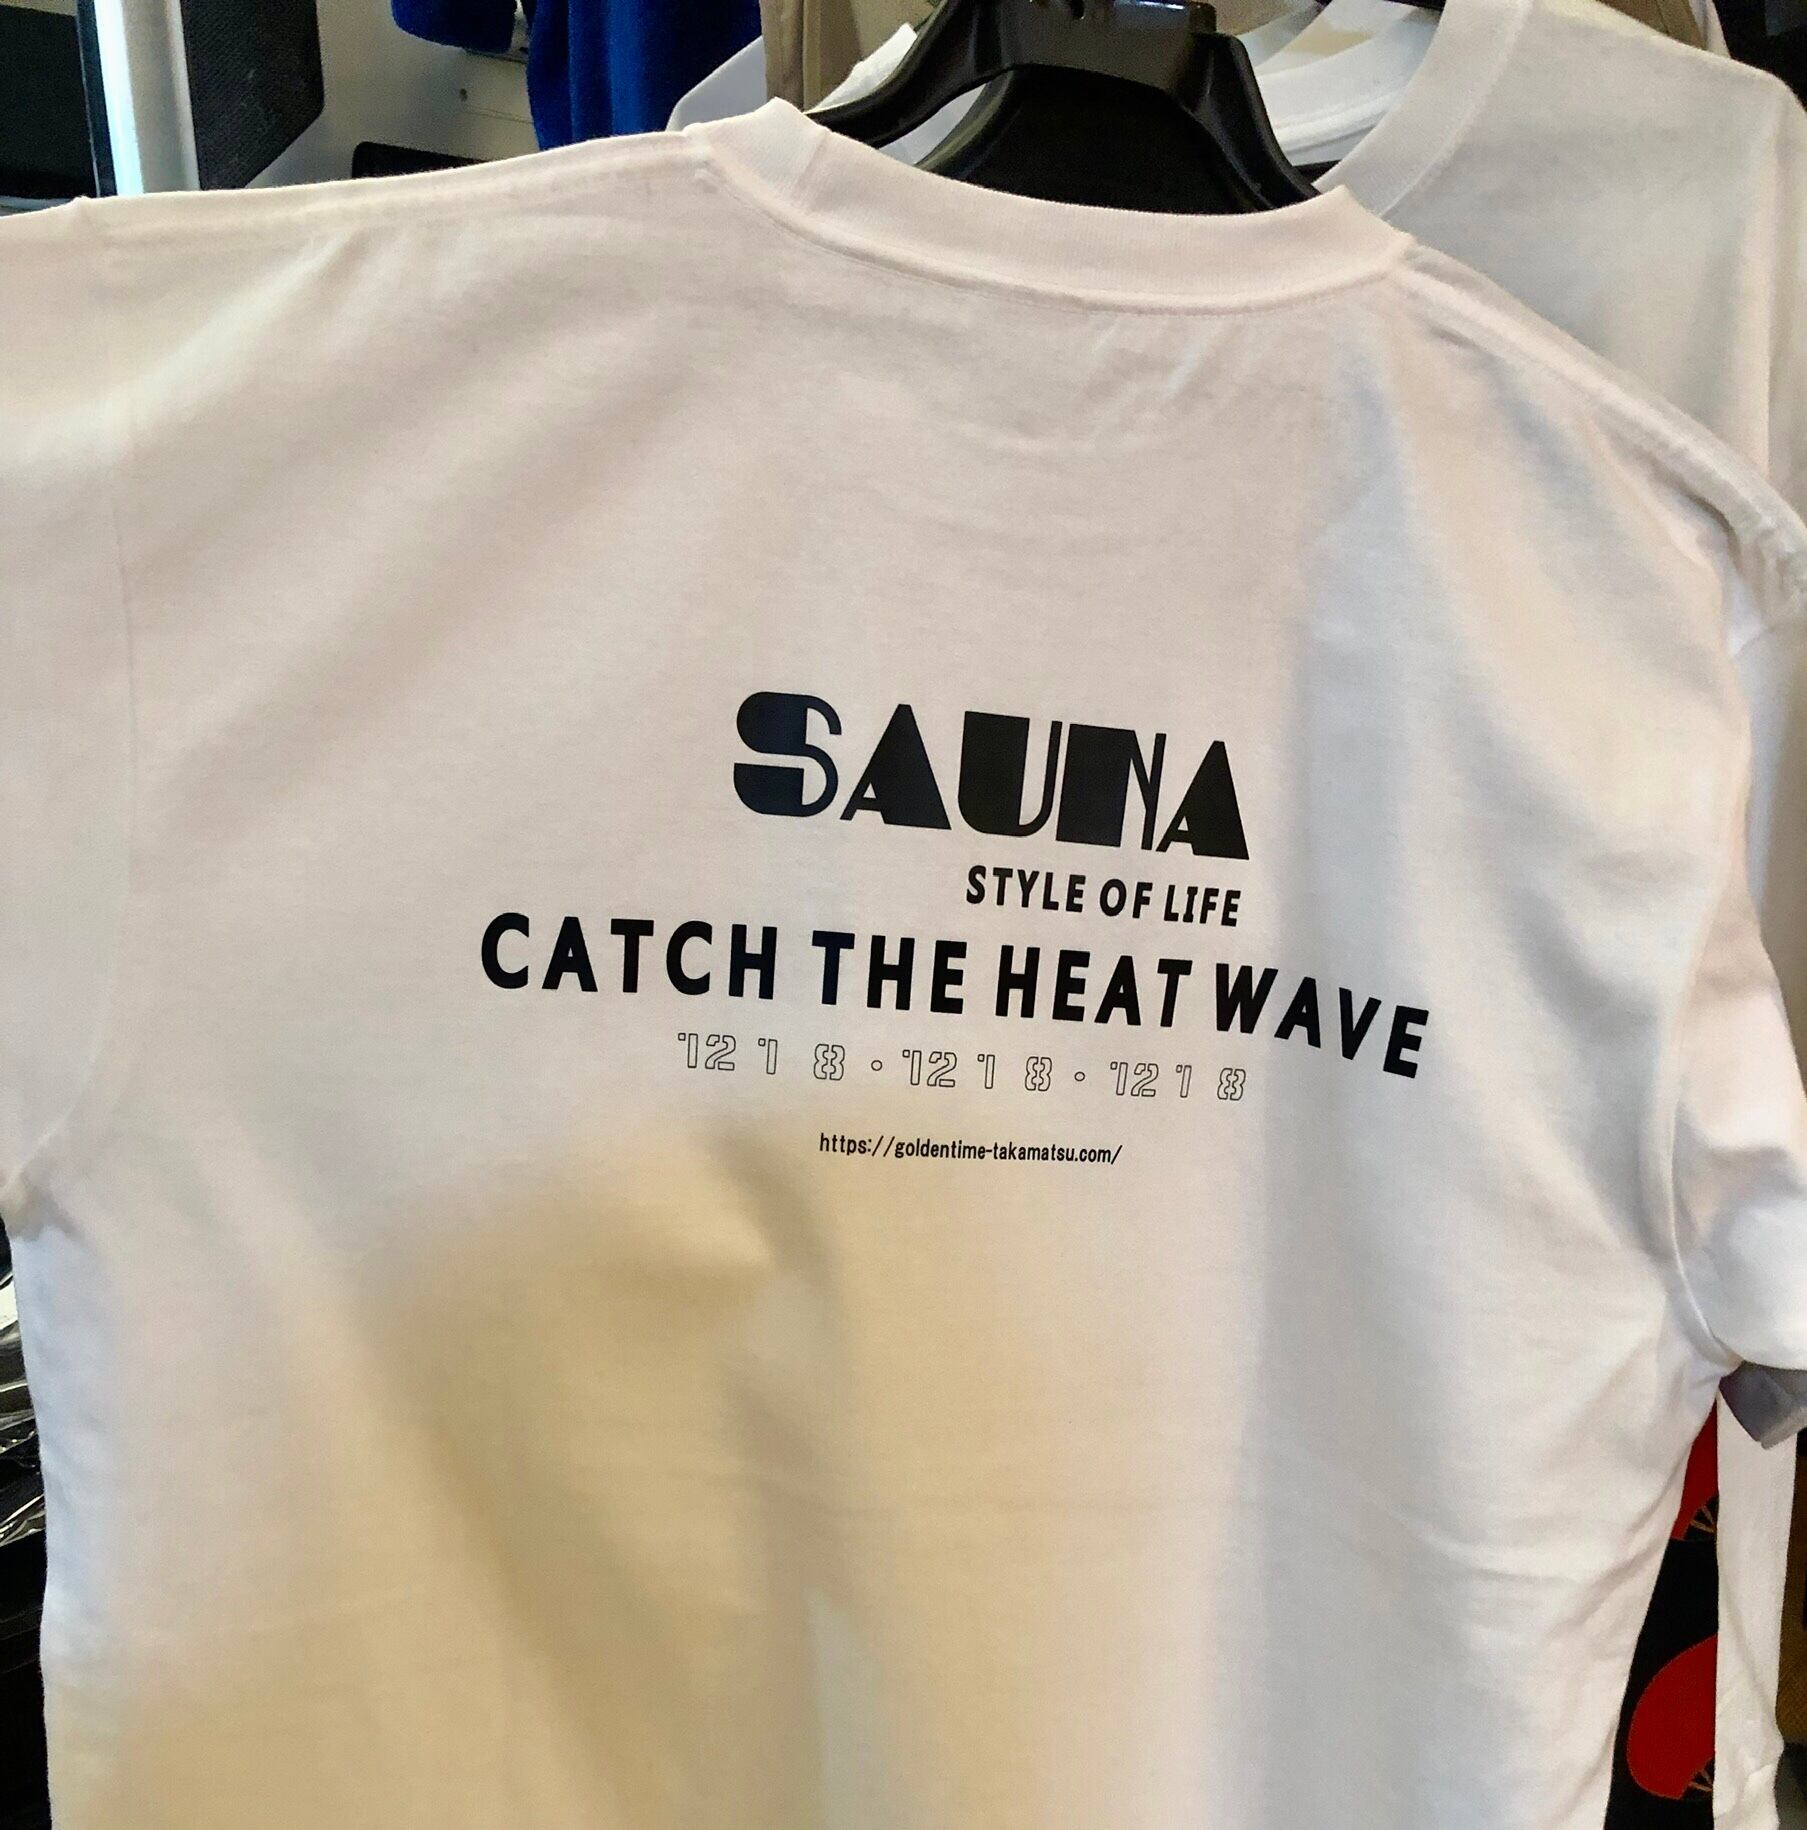 SAUNA
STYLE OF LIFE
CATCH THE HEAT WAVE
12 1 8 · 12 1 8 · 12 1 8
https://goldentime-takamatsu.com/